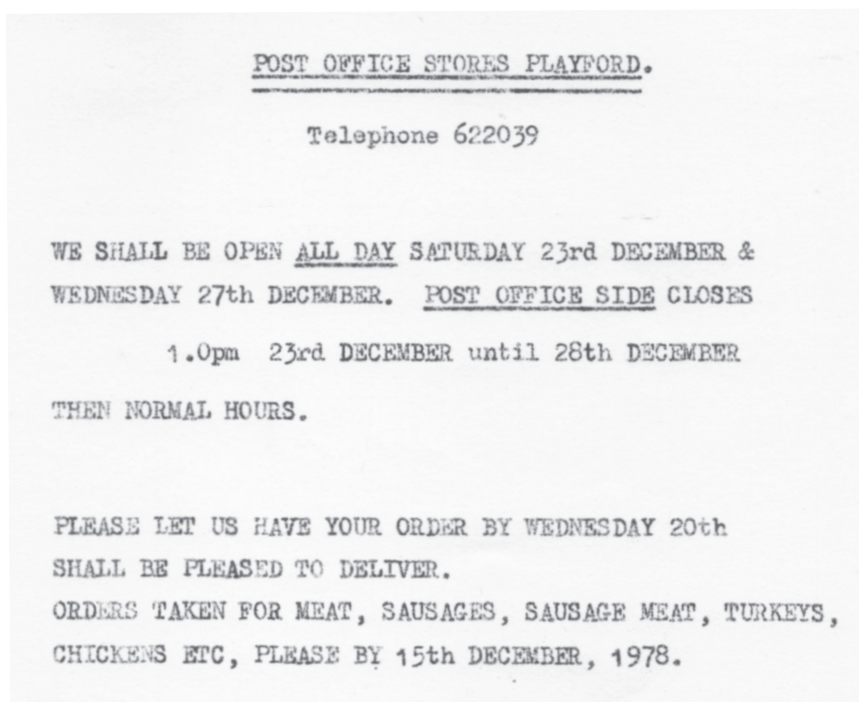 POST OFFICE STORES PLAYFORD.
Telephone 622039
WE SHALL BE OPEN ALL DAY SATURDAY 23rd DECEMBER &
WEDNESDAY 27th DECEMBER. POST OFFICE SIDE CLOSES
1.0pm 23rd DECEMBER until 28th DECEMBER
THEN NORMAL HOURS.
PLEASE LET US HAVE YOUR ORDER BY WEDNESDAY 20th
SHALL BE PLEASED TO DELIVER.
ORDERS TAKEN FOR MEAT, SAUSAGES, SAUSAGE MEAT, TURKEYS,
CHICKENS ETC, PLEASE BY 15th DECEMBER, 1978.